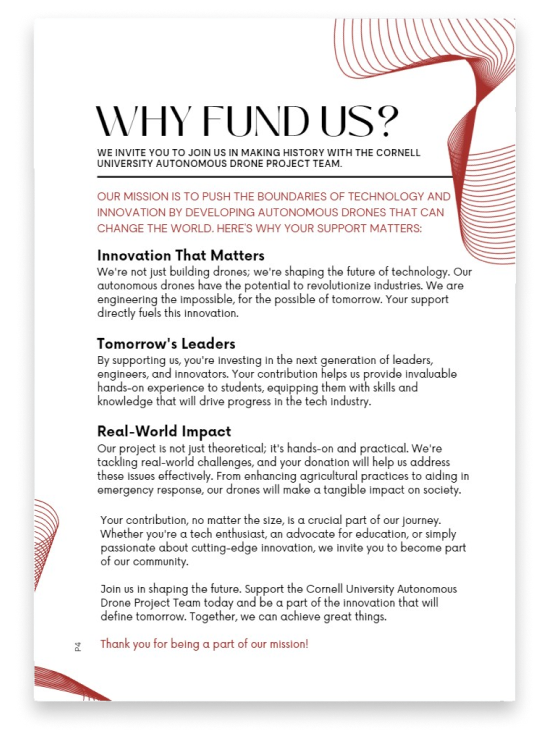 WHY FUND US?
WE INVITE YOU TO JOIN US IN MAKING HISTORY WITH THE CORNELL
UNIVERSITY AUTONOMOUS DRONE PROJECT TEAM.
OUR MISSION IS TO PUSH THE BOUNDARIES OF TECHNOLOGY AND
INNOVATION BY DEVELOPING AUTONOMOUS DRONES THAT CAN
CHANGE THE WORLD. HERE'S WHY YOUR SUPPORT MATTERS:
Innovation That Matters
We're not just building drones; we're shaping the future of technology. Our
autonomous drones have the potential to revolutionize industries. We are
engineering the impossible, for the possible of tomorrow. Your support
directly fuels this innovation.
Tomorrow's Leaders
By supporting us, you're investing in the next generation of leaders,
engineers, and innovators. Your contribution helps us provide invaluable
hands-on experience to students, equipping them with skills and
knowledge that will drive progress in the tech industry.
Real-World Impact
Our project is not just theoretical; it's hands-on and practical. We're
tackling real-world challenges, and your donation will help us address
these issues effectively. From enhancing agricultural practices to aiding in
emergency response, our drones will make a tangible impact on society.
Your contribution, no matter the size, is a crucial part of our journey.
Whether you're a tech enthusiast, an advocate for education, or simply
passionate about cutting-edge innovation, we invite you to become part
of our community.
Join us in shaping the future. Support the Cornell University Autonomous
Drone Project Team today and be a part of the innovation that will
define tomorrow. Together, we can achieve great things.
Thank you for being a part of our mission!
P4